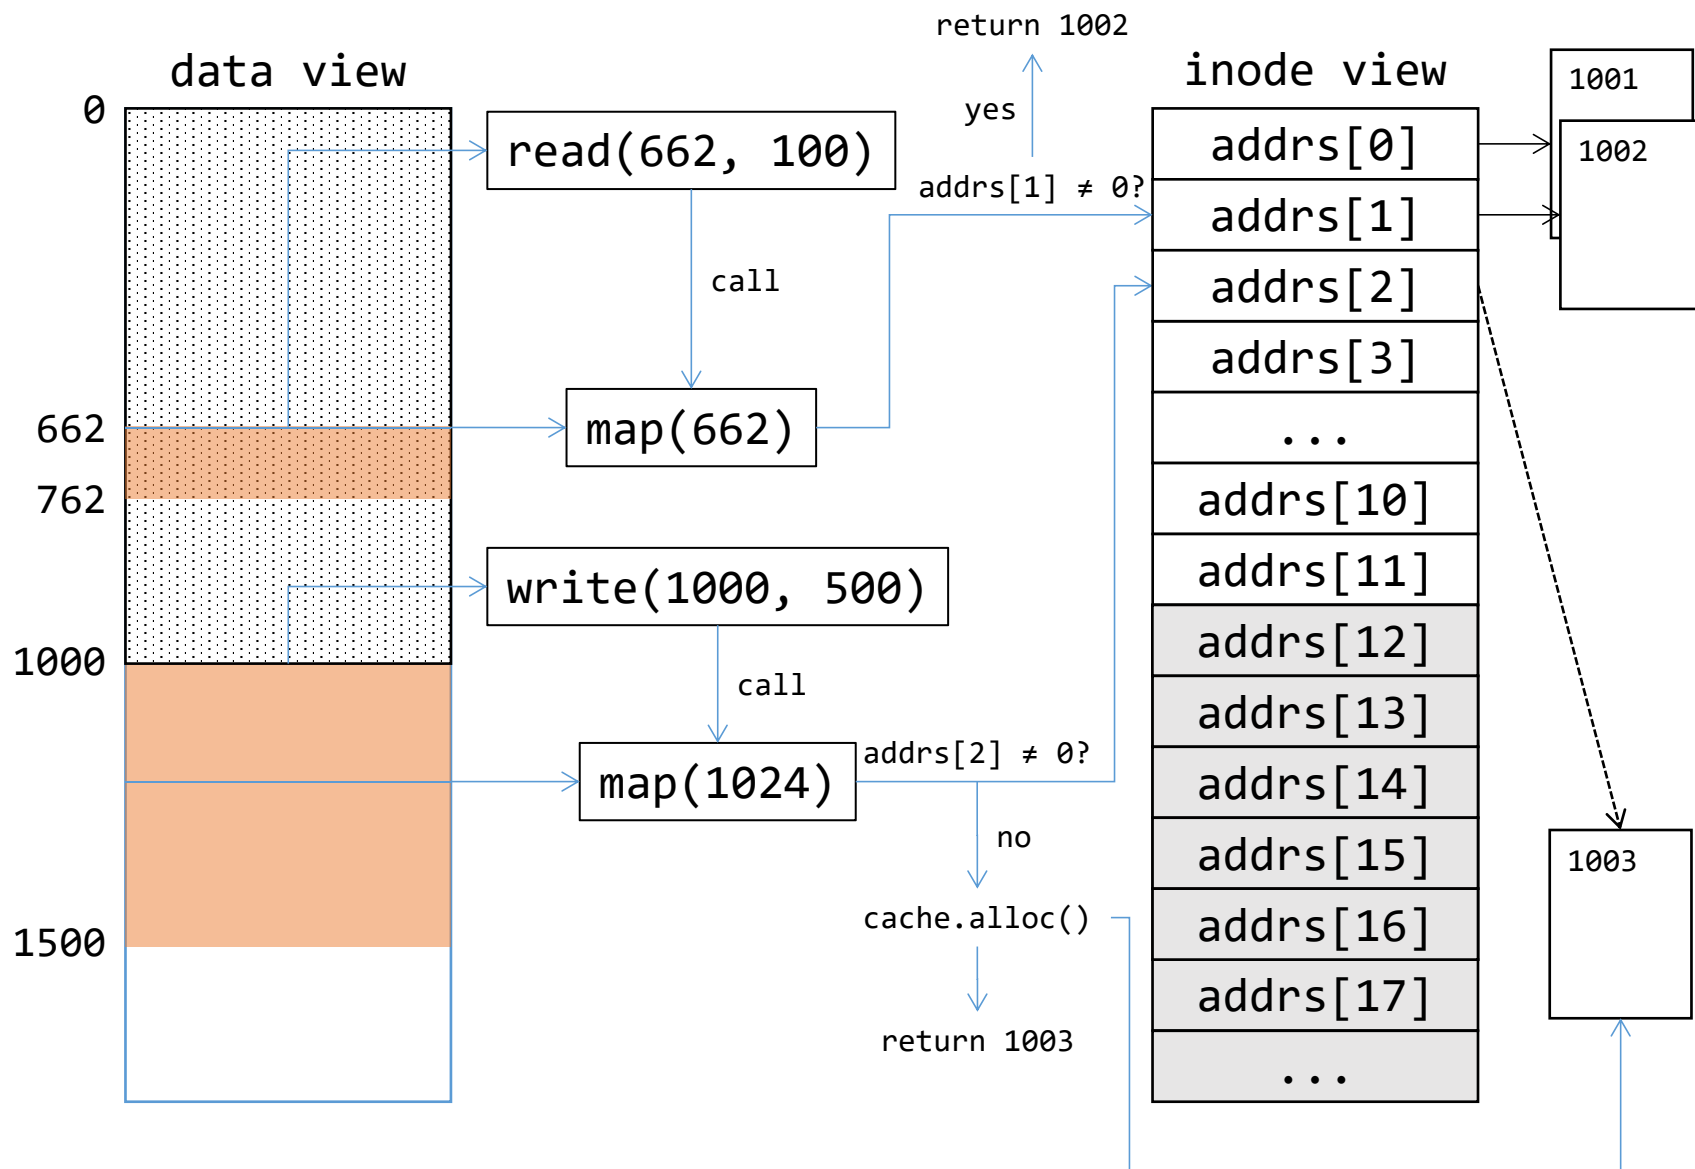 return 1002
data view
inode view
0
yes
1001
1002
read(662, 100)
addrs[0]
addrs[1] ≠ 0?
addrs[1]
call
addrs[2]
addrs[3]
662
map(662)
...
762
addrs[10]
write(1000, 500)
addrs[11]
addrs[12]
1000
call
addrs[13]
addrs[2] ≠ 0?
map(1024)
addrs[14]
no
addrs[15]
1003
cache.alloc()
addrs[16]
1500
addrs[17]
return 1003
...